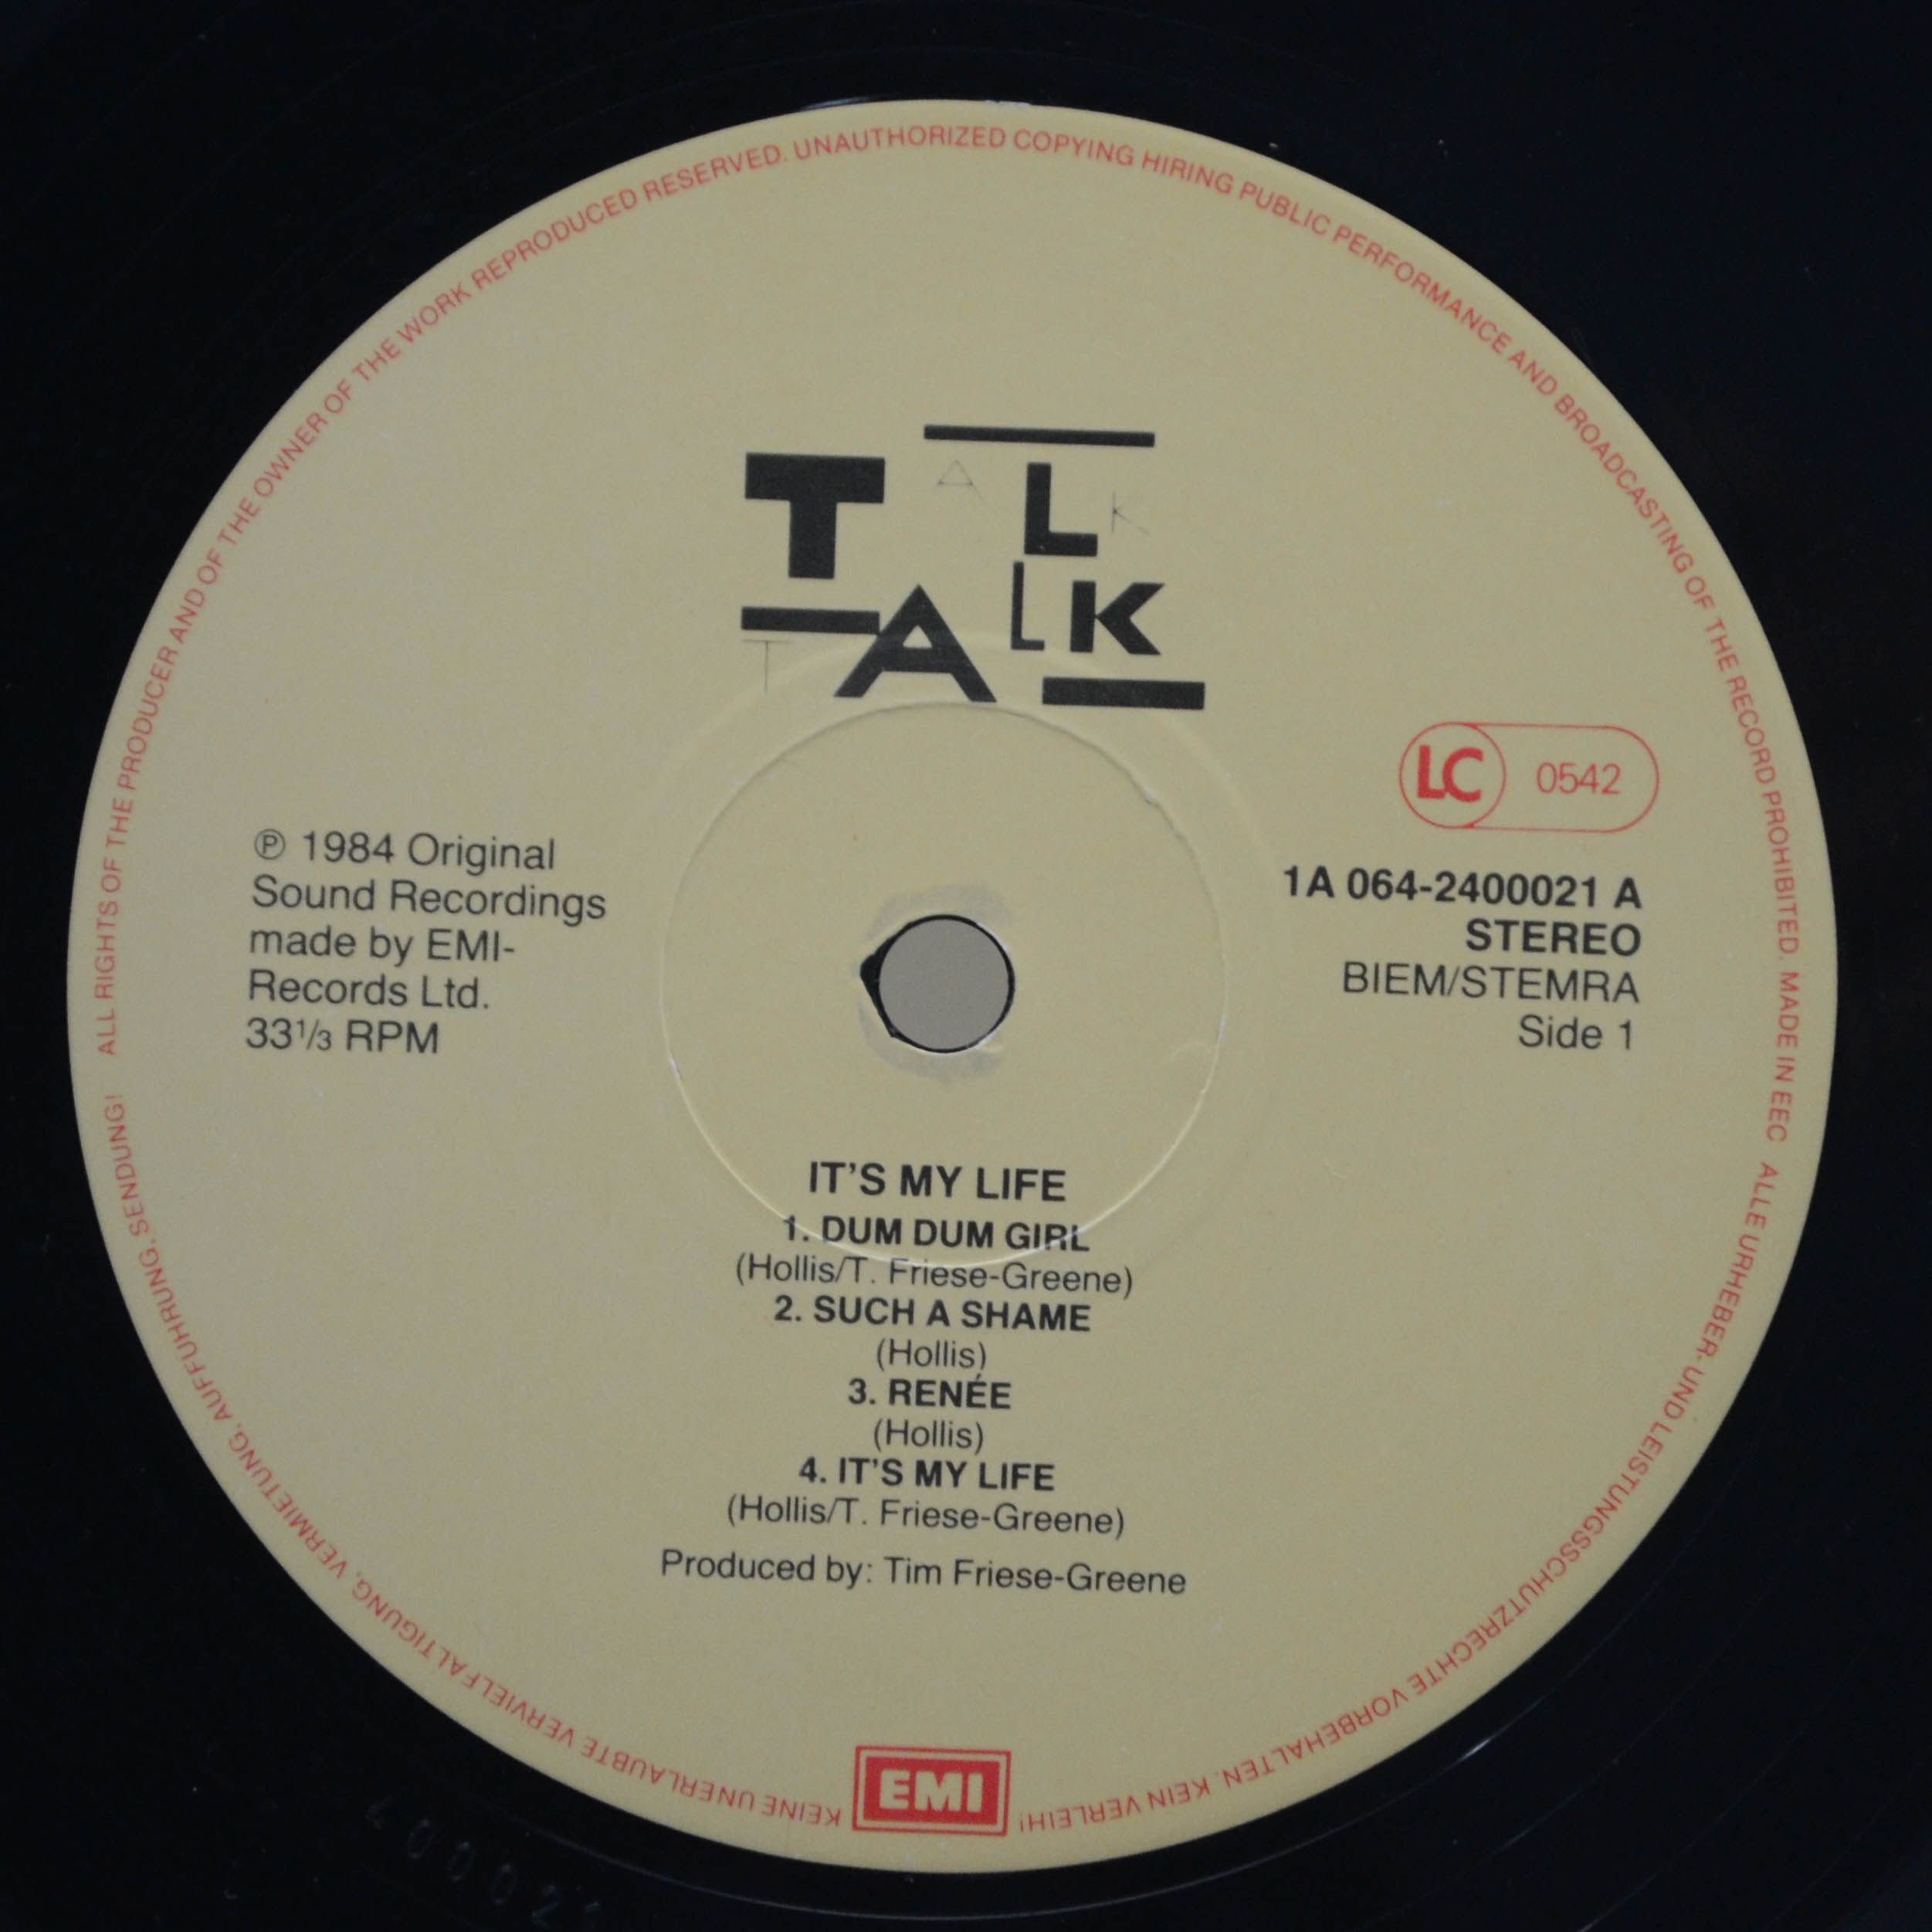 ALL RIGHTS OF THE PRODUCER AND OF THE OWNER OF THE WORK REPRODUCED RESERVED. UNAUTHORIZED COPYING HIRING PUBLIC PERFORMANCE AND BROADCASTING OF THE RECORD PROHIBITED. MADE IN EEC
ALLE URHEBER- UND LEISTUNGSSCHUTZRECHTE VORBEHALTEN. KEIN VERLEIH! KEINE UNERLAUBTE VERVIELFALTIGUNG, VERMIETUNG, AUFFUHRUNG, SENDUNG!
TALK
TALK
LC 0542
℗ 1984 Original
Sound Recordings
made by EMI-
Records Ltd.
33⅓ RPM
1A 064-2400021 A
STEREO
BIEM/STEMRA
Side 1
IT'S MY LIFE
1. DUM DUM GIRL
(Hollis/T. Friese-Greene)
2. SUCH A SHAME
(Hollis)
3. RENÉE
(Hollis)
4. IT'S MY LIFE
(Hollis/T. Friese-Greene)
Produced by: Tim Friese-Greene
EMI